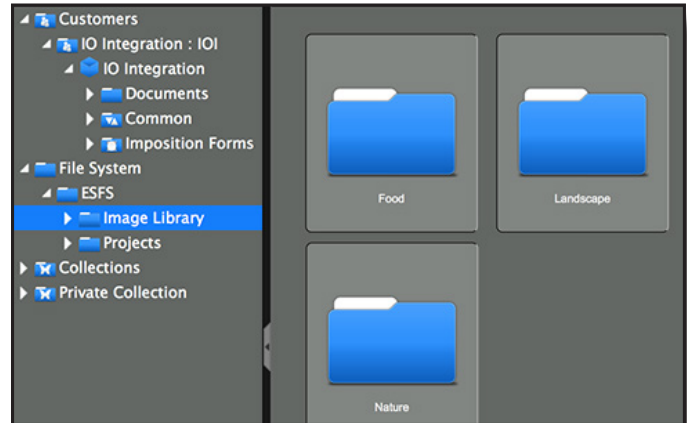 Customers
IO Integration : IOI
IO Integration
Documents
Common
Imposition Forms
File System
ESFS
Image Library
Projects
Collections
Private Collection
Food
Landscape
Nature